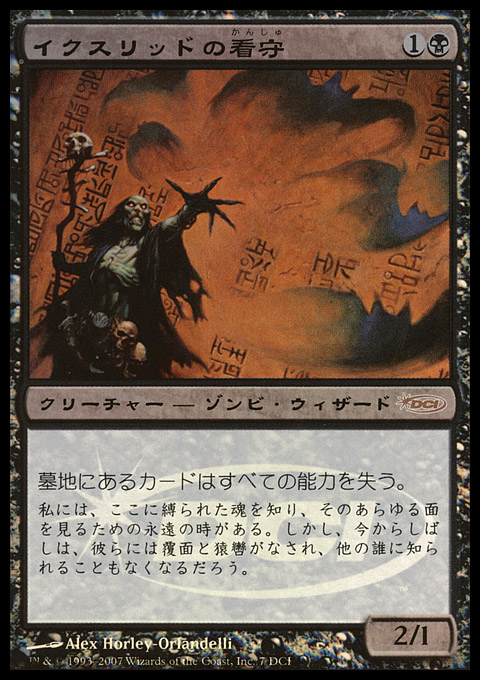 がんしゅ
イクスリッドの看守 1
クリーチャー — ゾンビ・ウィザード DCI
墓地にあるカードはすべての能力を失う。
私には、ここに縛られた魂を知り、そのあらゆる面
を見るための永遠の時がある。しかし、今からしば
しは、彼らには覆面と猿轡がなされ、他の誰に知ら
れることもなくなるだろう。
DCI
2/1
Alex Horley-Orlandelli
™ & © 1993-2007 Wizards of the Coast, Inc. 7 DCI